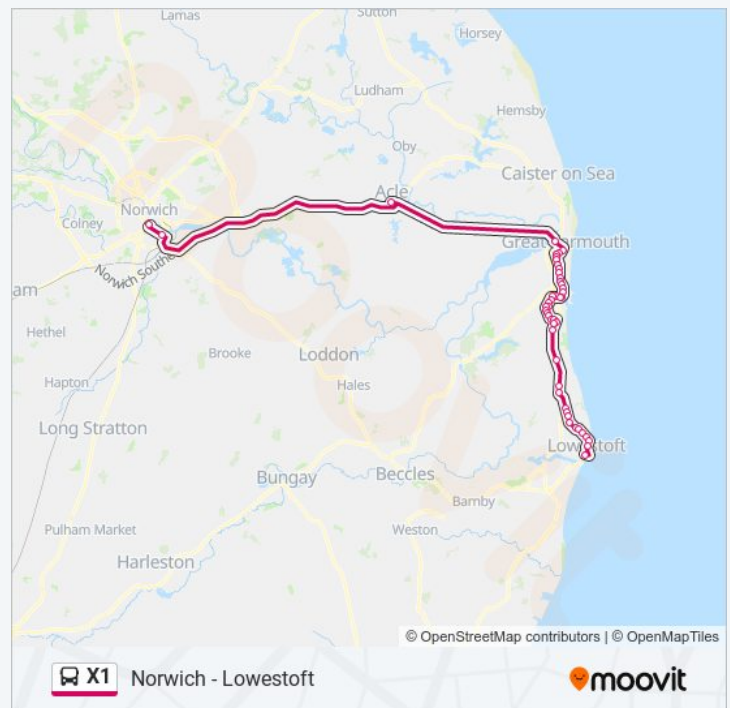 Lamas
Sutton
Horsey
Ludham
Hemsby
Oby
Caister on Sea
Acle
Norwich
Colney
Great Yarmouth
Norwich Southe
am
Hethel
Brooke
Loddon
Hapton
Hales
Long Stratton
Lowestoft
Bungay
Beccles
Barnby
Pulham Market
Weston
Harleston
© OpenStreetMap contributors | © OpenMapTiles
X1 Norwich - Lowestoft
moovit